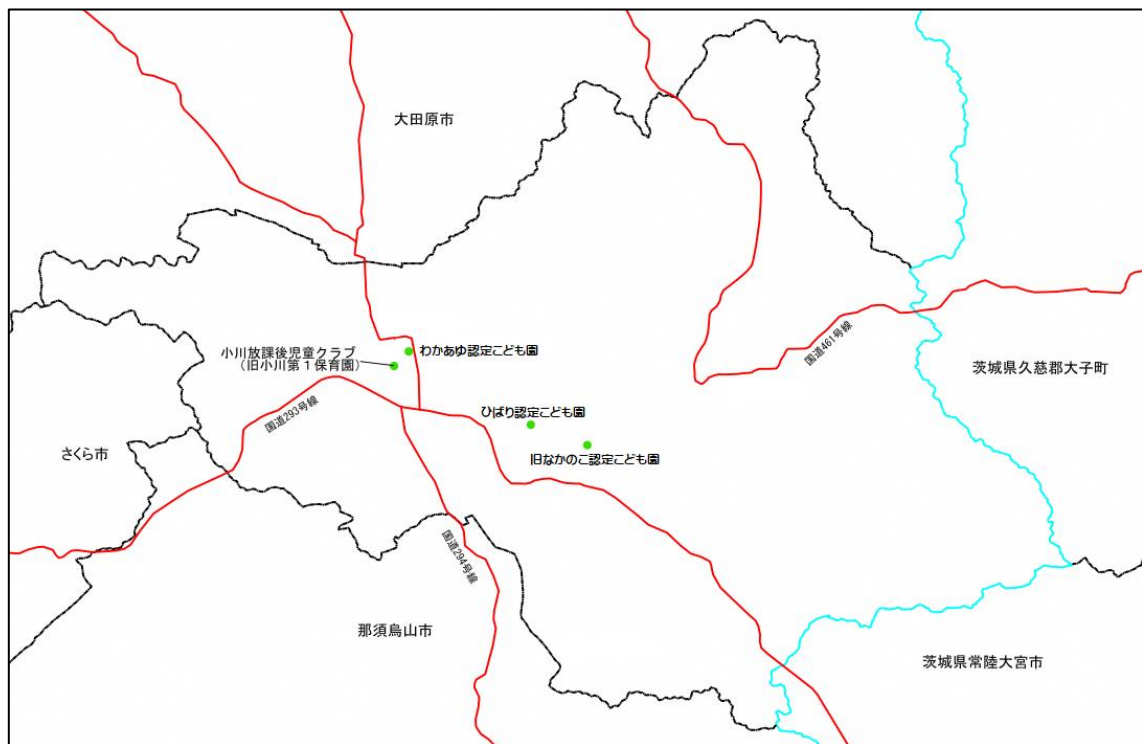 大田原市
わかあゆ認定こども園
小川放課後児童クラブ
（旧小川第１保育園）
国道461号線
茨城県久慈郡大子町
国道293号線
ひばり認定こども園
さくら市
旧なかのこ認定こども園
国道294号線
那須烏山市
茨城県常陸大宮市